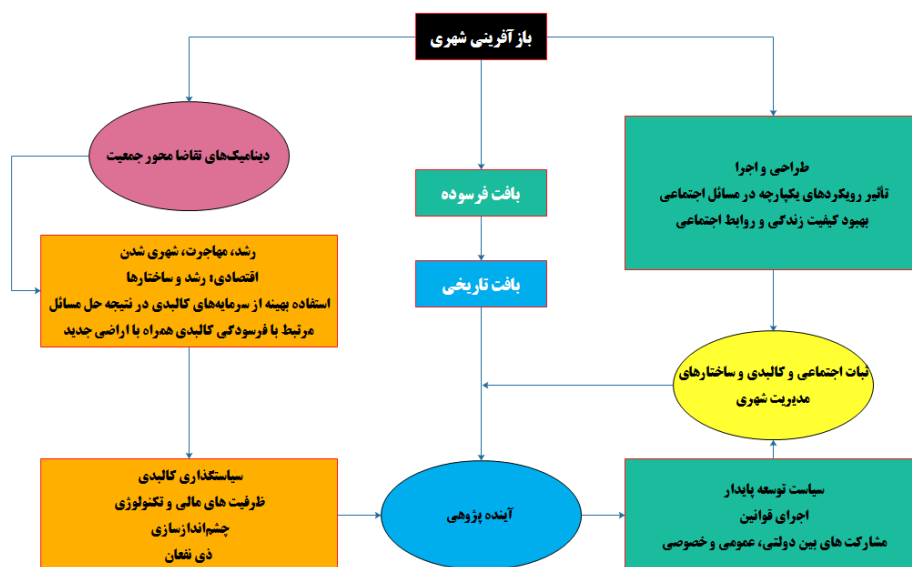 بازآفرینی شهری
دینامیک‌های تقاضا محور جمعیت
طراحی و اجرا
تأثیر رویکردهای یکپارچه در مسائل اجتماعی
بهبود کیفیت زندگی و روابط اجتماعی
بافت فرسوده
رشد، مهاجرت، شهری شدن
اقتصادی؛ رشد و ساختارها
استفاده بهینه از سرمایه‌های کالبدی در نتیجه حل مسائل
مرتبط با فرسودگی کالبدی همراه با اراضی جدید
بافت تاریخی
ثبات اجتماعی و کالبدی و ساختارهای
مدیریت شهری
سیاستگذاری کالبدی
ظرفیت های مالی و تکنولوژی
چشم‌اندازسازی
ذی نفعان
آینده پژوهی
سیاست توسعه پایدار
اجرای قوانین
مشارکت های بین دولتی، عمومی و خصوصی